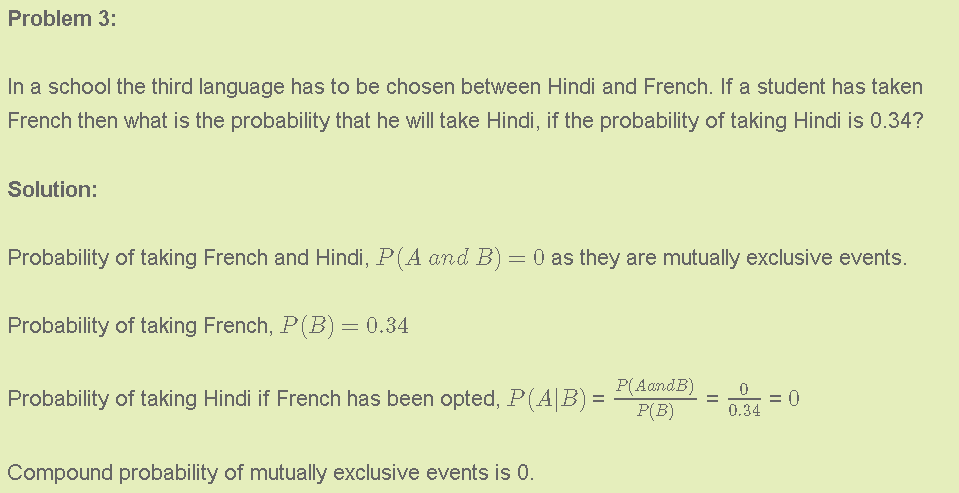 Problem 3:
In a school the third language has to be chosen between Hindi and French. If a student has taken
French then what is the probability that he will take Hindi, if the probability of taking Hindi is 0.34?
Solution:
Probability of taking French and Hindi, P(A and B) = 0 as they are mutually exclusive events.
Probability of taking French, P(B) = 0.34
Probability of taking Hindi if French has been opted, P(A|B) = P(AandB)/P(B) = 0/0.34 = 0
Compound probability of mutually exclusive events is 0.